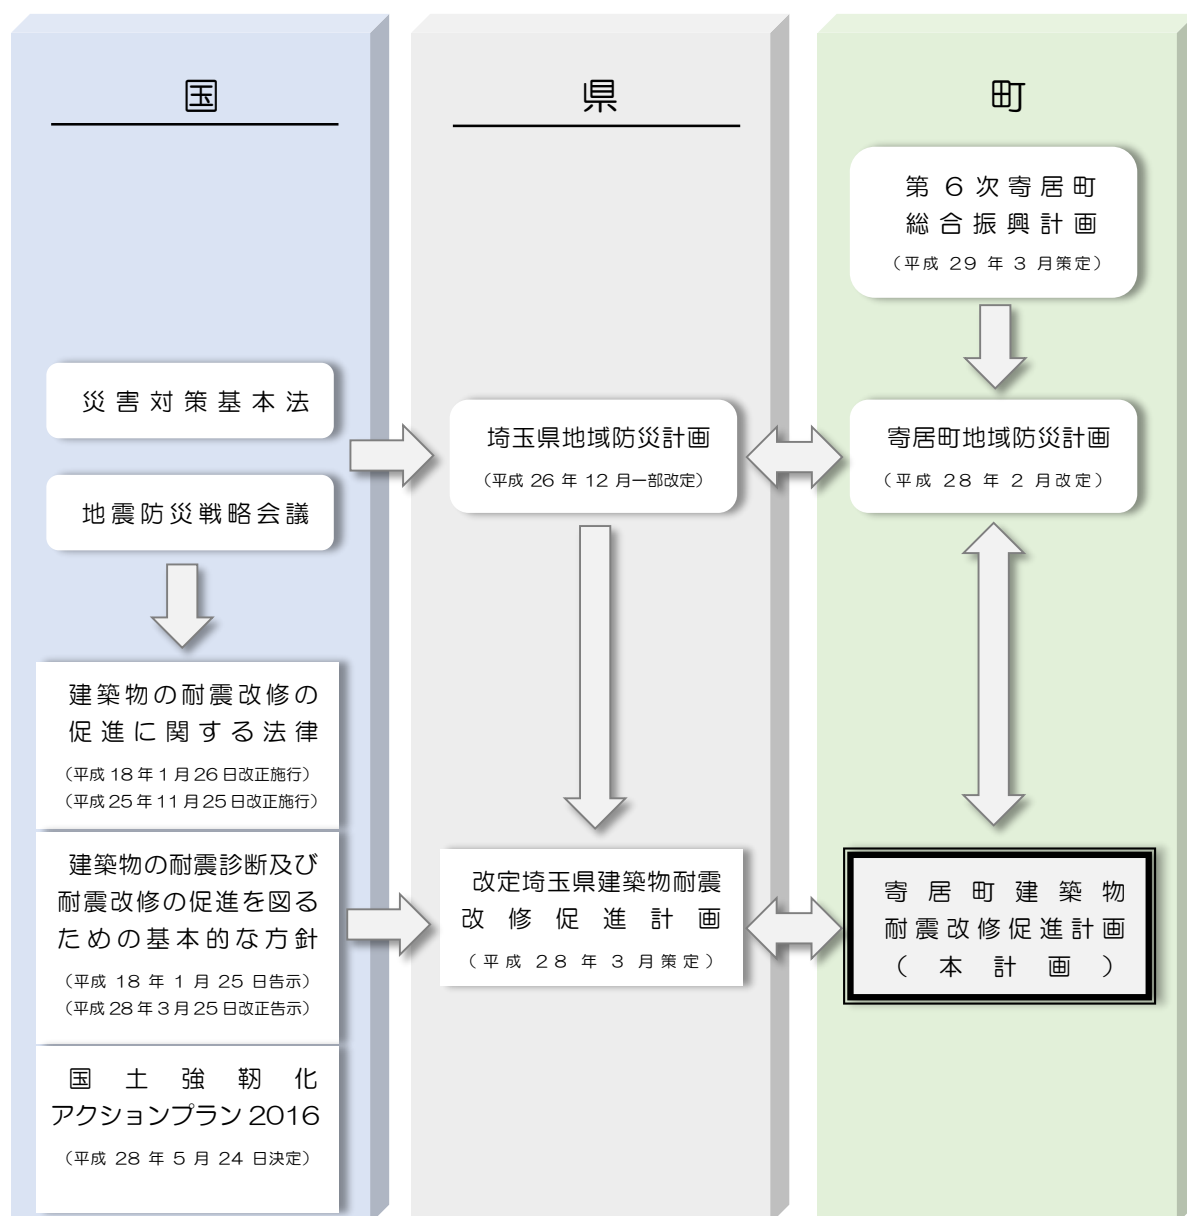 国
災害対策基本法
地震防災戦略会議
建築物の耐震改修の
促進に関する法律
（平成18年1月26日改正施行）
（平成25年11月25日改正施行）
建築物の耐震診断及び
耐震改修の促進を図る
ための基本的な方針
（平成18年1月25日告示）
（平成28年3月25日改正告示）
国土強靭化
アクションプラン2016
（平成28年5月24日決定）
県
埼玉県地域防災計画
（平成26年12月一部改定）
改定埼玉県建築物耐震
改修促進計画
（平成28年3月策定）
町
第6次寄居町
総合振興計画
（平成29年3月策定）
寄居町地域防災計画
（平成28年2月改定）
寄居町建築物
耐震改修促進計画
（本計画）